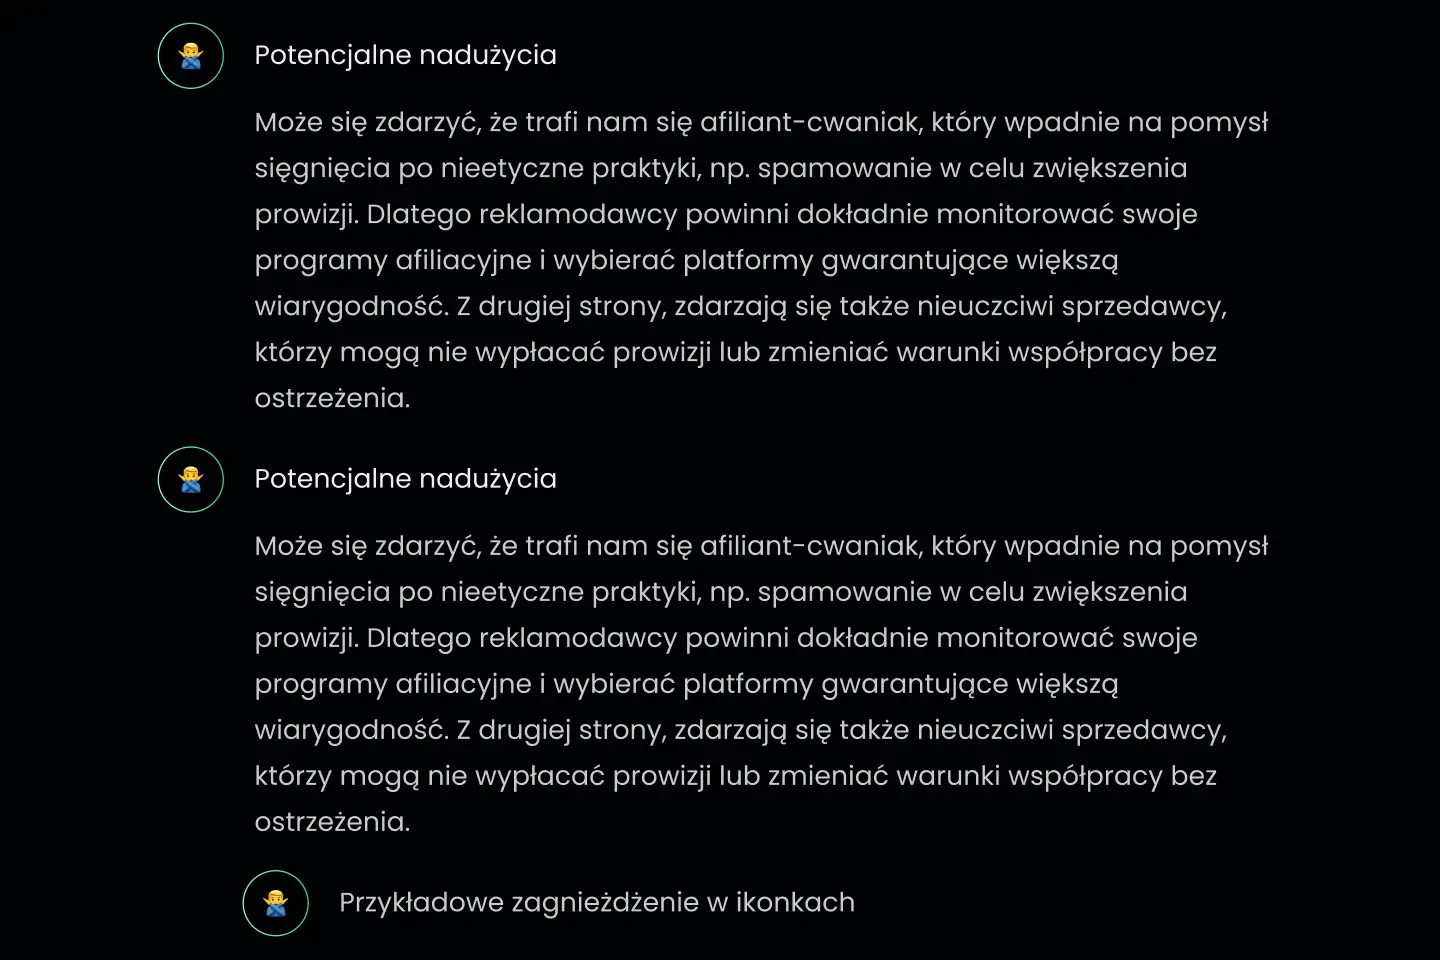 Potencjalne nadużycia
Może się zdarzyć, że trafi nam się afiliant-cwaniak, który wpadnie na pomysł
sięgnięcia po nieetyczne praktyki, np. spamowanie w celu zwiększenia
prowizji. Dlatego reklamodawcy powinni dokładnie monitorować swoje
programy afiliacyjne i wybierać platformy gwarantujące większą
wiarygodność. Z drugiej strony, zdarzają się także nieuczciwi sprzedawcy,
którzy mogą nie wypłacać prowizji lub zmieniać warunki współpracy bez
ostrzeżenia.
Potencjalne nadużycia
Może się zdarzyć, że trafi nam się afiliant-cwaniak, który wpadnie na pomysł
sięgnięcia po nieetyczne praktyki, np. spamowanie w celu zwiększenia
prowizji. Dlatego reklamodawcy powinni dokładnie monitorować swoje
programy afiliacyjne i wybierać platformy gwarantujące większą
wiarygodność. Z drugiej strony, zdarzają się także nieuczciwi sprzedawcy,
którzy mogą nie wypłacać prowizji lub zmieniać warunki współpracy bez
ostrzeżenia.
Przykładowe zagnieżdżenie w ikonkach